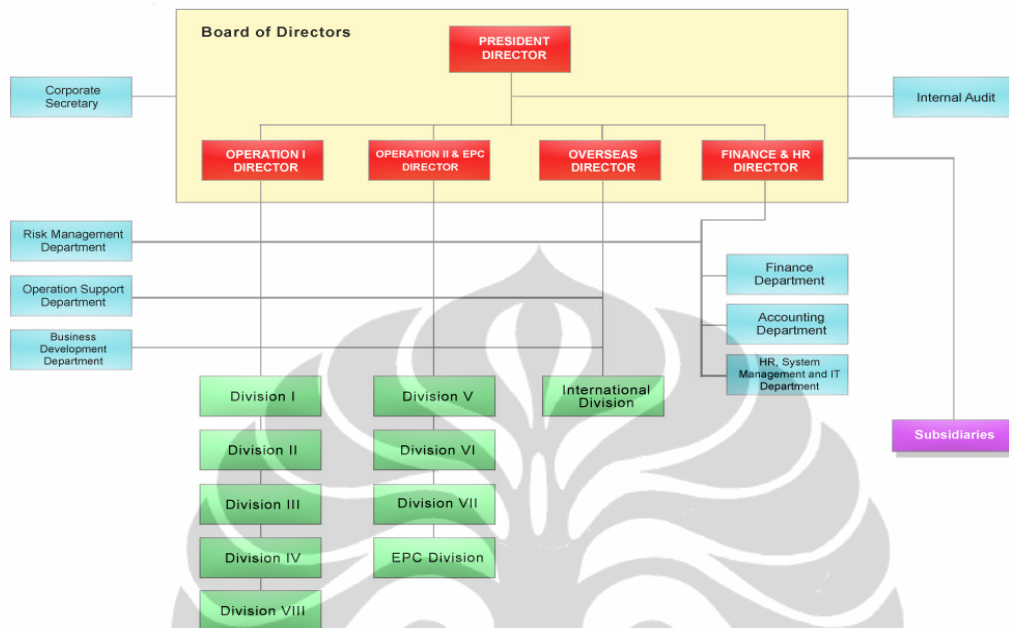 Board of Directors
PRESIDENT
DIRECTOR
Corporate
Secretary
Internal Audit
OPERATION I
DIRECTOR
OPERATION II & EPC
DIRECTOR
OVERSEAS
DIRECTOR
FINANCE & HR
DIRECTOR
Risk Management
Department
Finance
Department
Operation Support
Department
Accounting
Department
Business
Development
Department
HR, System
Management and IT
Department
Division I
Division V
International
Division
Subsidiaries
Division II
Division VI
Division III
Division VII
Division IV
EPC Division
Division VIII